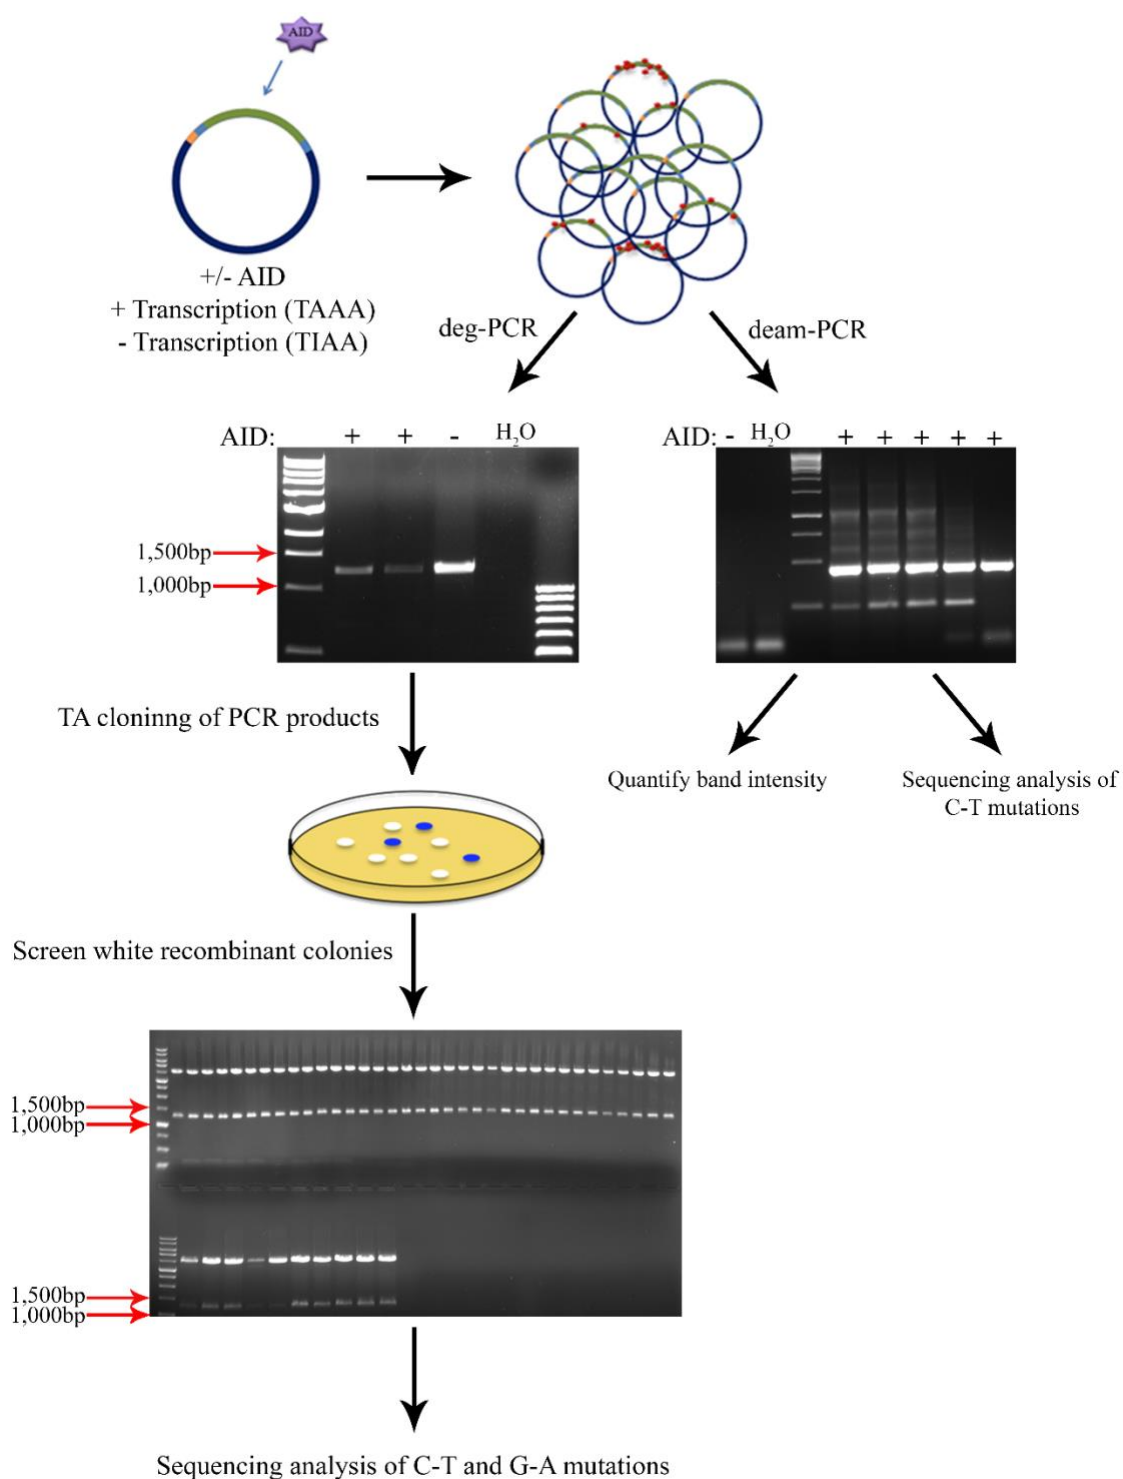 AID
+/- AID
+ Transcription (TAAA)
- Transcription (TIAA)
deg-PCR
deam-PCR
AID: + + - H₂O
AID: - H₂O + + + + +
1,500bp
1,000bp
TA cloninng of PCR products
Quantify band intensity
Sequencing analysis of
C-T mutations
Screen white recombinant colonies
1,500bp
1,000bp
1,500bp
1,000bp
Sequencing analysis of C-T and G-A mutations